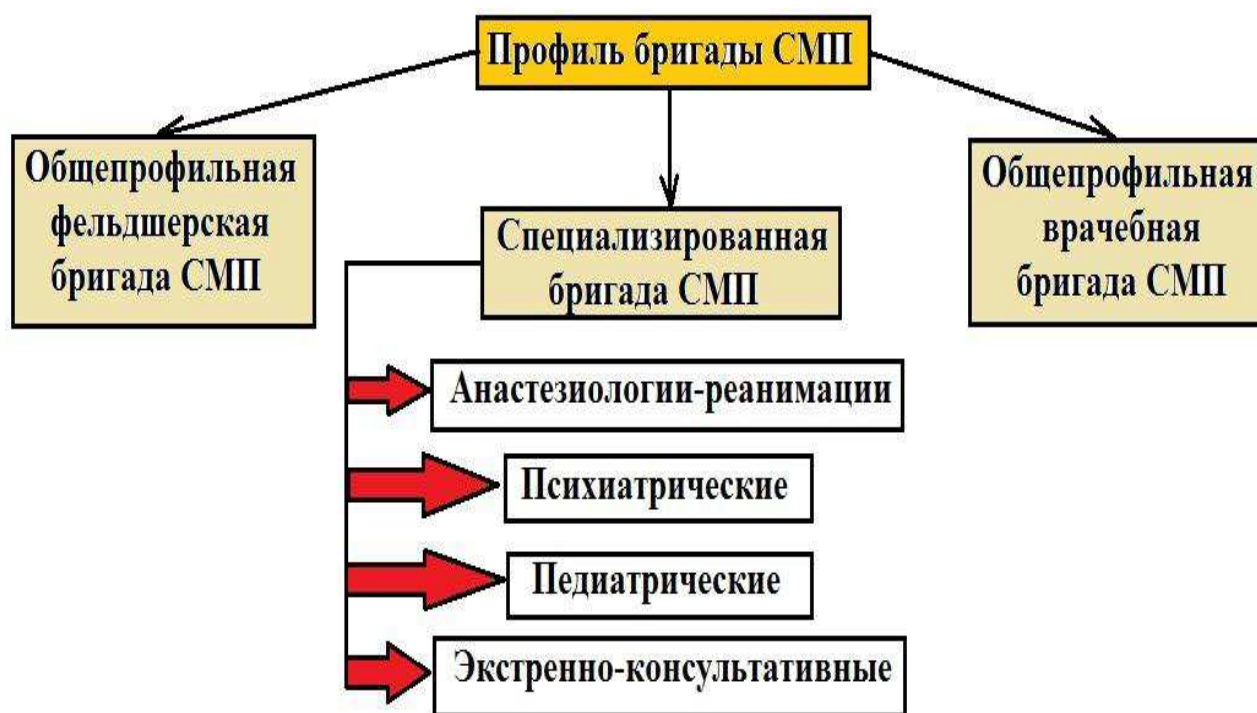 Профиль бригады СМП
Общепрофильная
фельдшерская
бригада СМП
Специализированная
бригада СМП
Общепрофильная
врачебная
бригада СМП
Анастезиологии-реанимации
Психиатрические
Педиатрические
Экстренно-консультативные